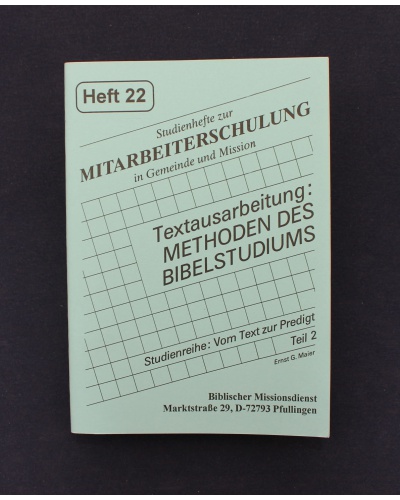 Heft 22
Studienhefte zur
MITARBEITERSCHULUNG
in Gemeinde und Mission
Textausarbeitung:
METHODEN DES
BIBELSTUDIUMS
Studienreihe: Vom Text zur Predigt
Teil 2
Ernst G. Maier
Biblischer Missionsdienst
Marktstraße 29, D-72793 Pfullingen